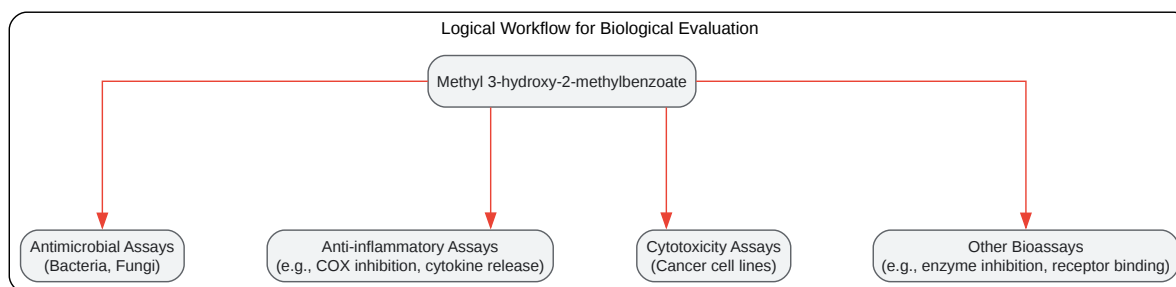 Logical Workflow for Biological Evaluation
Methyl 3-hydroxy-2-methylbenzoate
Antimicrobial Assays
(Bacteria, Fungi)
Anti-inflammatory Assays
(e.g., COX inhibition, cytokine release)
Cytotoxicity Assays
(Cancer cell lines)
Other Bioassays
(e.g., enzyme inhibition, receptor binding)